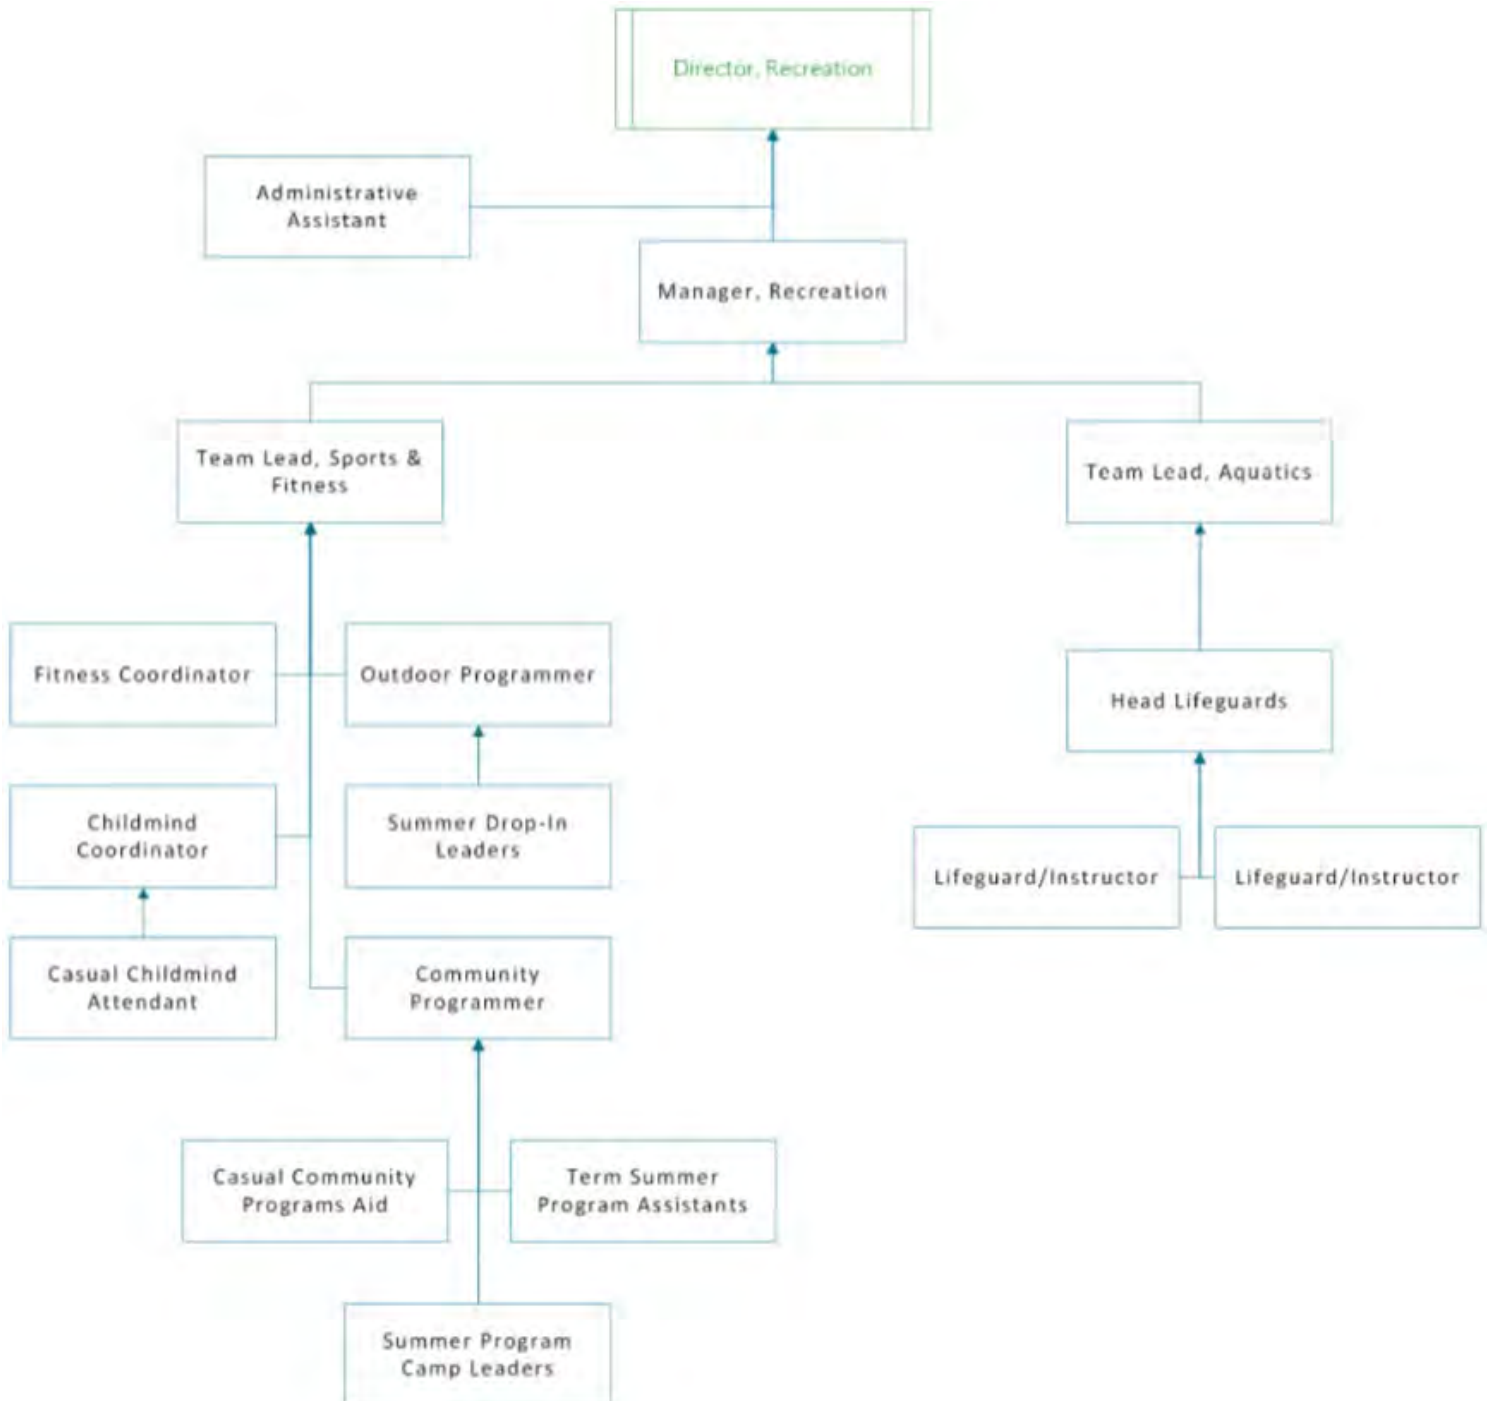 Director, Recreation
Administrative
Assistant
Manager, Recreation
Team Lead, Sports &
Fitness
Team Lead, Aquatics
Fitness Coordinator
Outdoor Programmer
Head Lifeguards
Childmind
Coordinator
Summer Drop-In
Leaders
Lifeguard/Instructor
Lifeguard/Instructor
Casual Childmind
Attendant
Community
Programmer
Casual Community
Programs Aid
Term Summer
Program Assistants
Summer Program
Camp Leaders